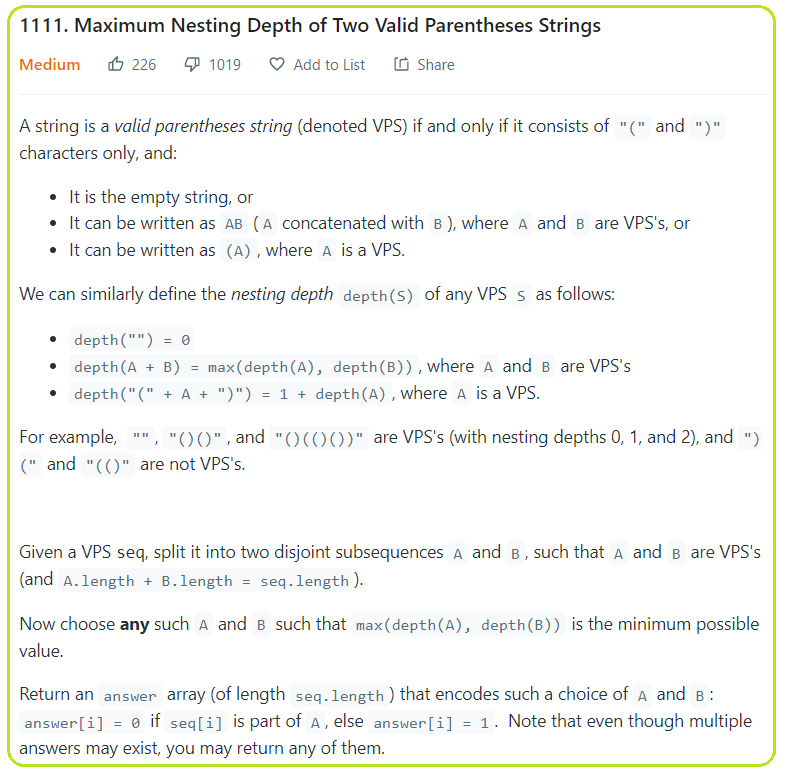 1111. Maximum Nesting Depth of Two Valid Parentheses Strings
Medium 226 1019 Add to List Share
A string is a valid parentheses string (denoted VPS) if and only if it consists of "(" and ")"
characters only, and:
• It is the empty string, or
• It can be written as AB (A concatenated with B), where A and B are VPS's, or
• It can be written as (A), where A is a VPS.
We can similarly define the nesting depth depth(S) of any VPS S as follows:
• depth("") = 0
• depth(A + B) = max(depth(A), depth(B)), where A and B are VPS's
• depth("(" + A + ")") = 1 + depth(A), where A is a VPS.
For example, "", "()()", and "()(()())" are VPS's (with nesting depths 0, 1, and 2), and ")
(" and "(()" are not VPS's.
Given a VPS seq, split it into two disjoint subsequences A and B, such that A and B are VPS's
(and A.length + B.length = seq.length).
Now choose any such A and B such that max(depth(A), depth(B)) is the minimum possible
value.
Return an answer array (of length seq.length) that encodes such a choice of A and B:
answer[i] = 0 if seq[i] is part of A, else answer[i] = 1. Note that even though multiple
answers may exist, you may return any of them.